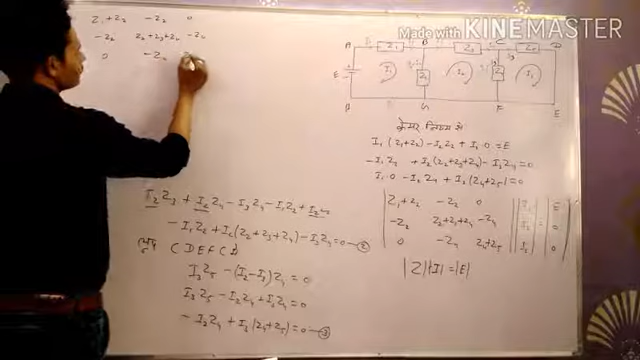 Made with KINEMASTER
Z₁+Z₂ -Z₂ 0
-Z₂ Z₂+Z₃+Z₄ -Z₄
0 -Z₄
A Z₁ B Z₃ C Z₅ D
E I₁ Z₂ I₂ Z₄ I₃
G F E
क्रेमर नियम से
I₁(Z₁+Z₂) - I₂Z₂ + I₃·0 = E
-I₁Z₂ + I₂(Z₂+Z₃+Z₄) - I₃Z₄ = 0
I₁·0 - I₂Z₄ + I₃(Z₄+Z₅) = 0
Z₁+Z₂ -Z₂ 0 I₁ E
-Z₂ Z₂+Z₃+Z₄ -Z₄ I₂ = 0
0 -Z₄ Z₄+Z₅ I₃ 0
|Z||I| = |E|
I₂Z₃ + I₂Z₄ - I₃Z₄ - I₁Z₂ + I₂Z₂
-I₁Z₂ + I₂(Z₂+Z₃+Z₄) - I₃Z₄ = 0 —②
CDEFC में
I₃Z₅ - (I₂-I₃)Z₄ = 0
I₃Z₅ - I₂Z₄ + I₃Z₄ = 0
-I₂Z₄ + I₃(Z₄+Z₅) = 0 —③